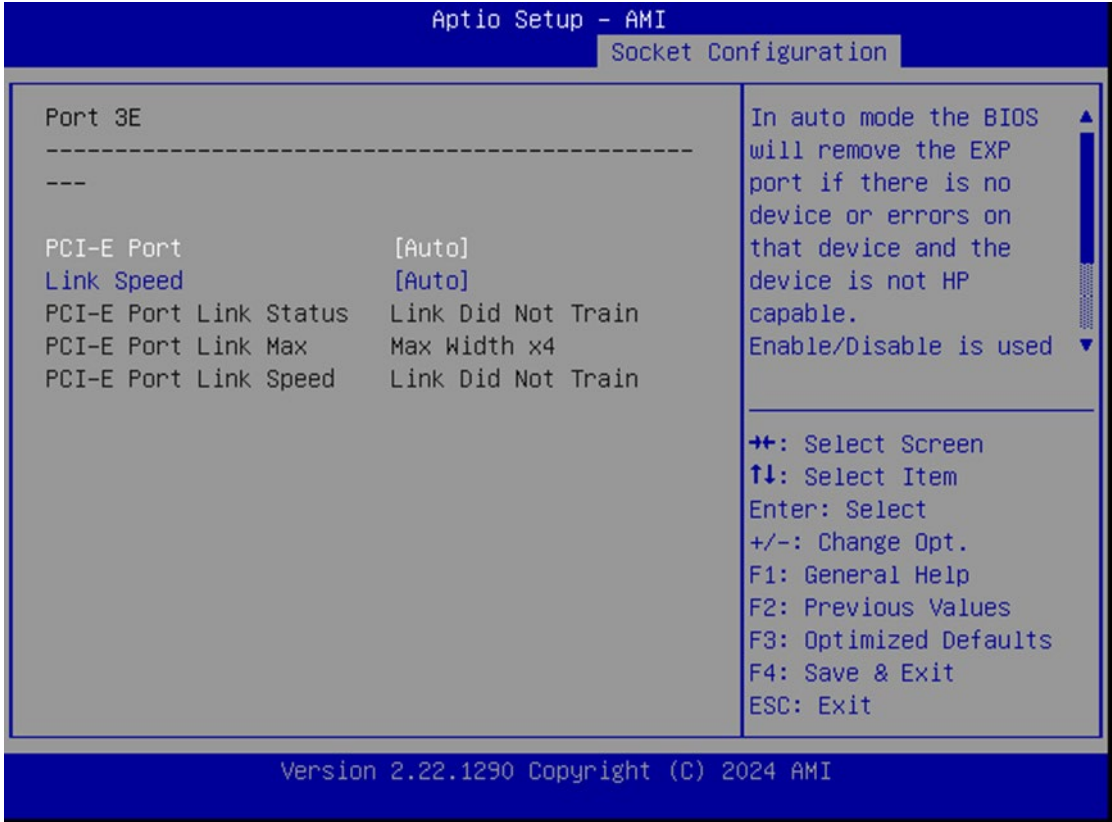 Aptio Setup – AMI
Socket Configuration
Port 3E
-----------------------------------------------
---
PCI-E Port [Auto]
Link Speed [Auto]
PCI-E Port Link Status Link Did Not Train
PCI-E Port Link Max Max Width x4
PCI-E Port Link Speed Link Did Not Train
In auto mode the BIOS
will remove the EXP
port if there is no
device or errors on
that device and the
device is not HP
capable.
Enable/Disable is used
→←: Select Screen
↑↓: Select Item
Enter: Select
+/-: Change Opt.
F1: General Help
F2: Previous Values
F3: Optimized Defaults
F4: Save & Exit
ESC: Exit
Version 2.22.1290 Copyright (C) 2024 AMI